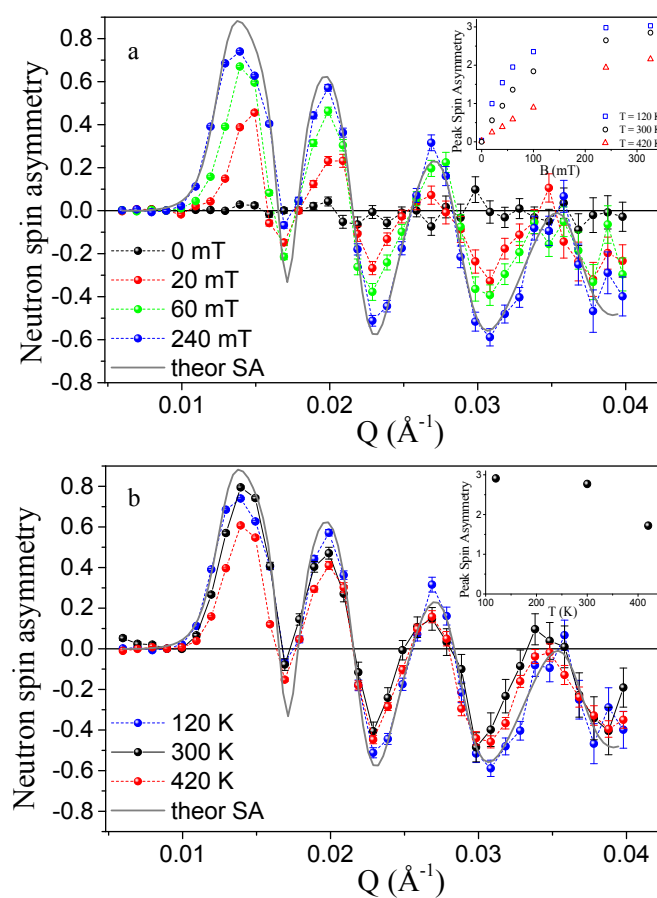 a
Neutron spin asymmetry
0.8
0.6
0.4
0.2
0.0
-0.2
-0.4
-0.6
-0.8
0 mT
20 mT
60 mT
240 mT
theor SA
0.01
0.02
0.03
0.04
Q (Å-1)
Peak Spin Asymmetry
3
2
1
0
0
100
200
300
B (mT)
T = 120 K
T = 300 K
T = 420 K
b
Neutron spin asymmetry
0.8
0.6
0.4
0.2
0.0
-0.2
-0.4
-0.6
-0.8
120 K
300 K
420 K
theor SA
0.01
0.02
0.03
0.04
Q (Å-1)
Peak Spin Asymmetry
3
2
1
0
100
200
300
400
T (K)